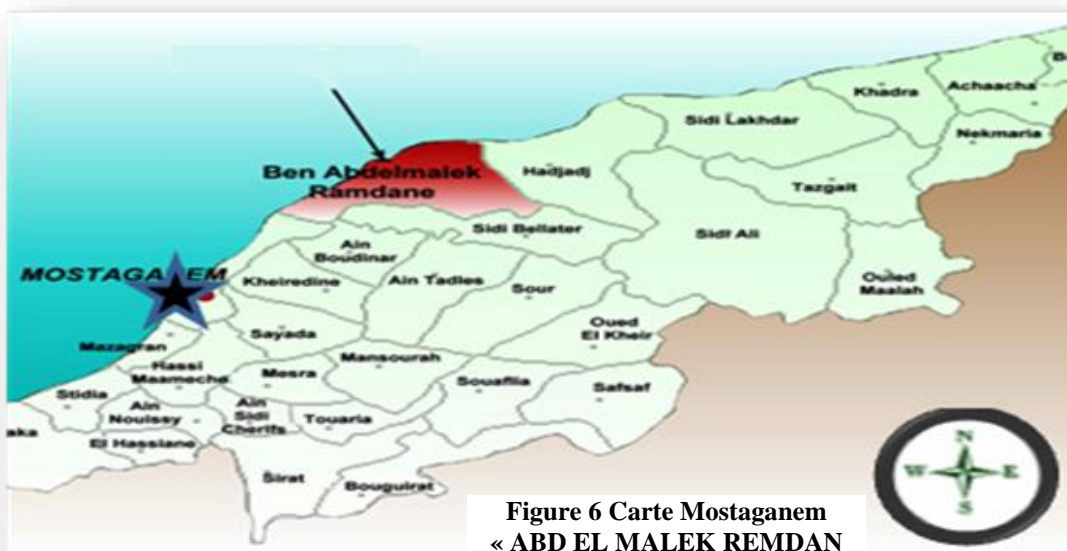 Khadra
Achaacha
Sidi Lakhdar
Nekmaria
Hadjadj
Ben Abdelmalek
Ramdane
Tazgait
Sidi Bellater
Sidi Ali
Ain
Boudinar
MOSTAGANEM
Kheiredine
Ain Tadles
Sour
Ouled
Maalah
Oued
El Kheir
Sayada
Mazagran
Mansourah
Hassi
Maameche
Mesra
Souaflia
Safsaf
Stidia
Ain
Nouissy
Ain
Sidi
Cherifs
Touaria
aka
El Hassiane
Sirat
Bouguirat
N
W E
S
Figure 6 Carte Mostaganem
« ABD EL MALEK REMDAN